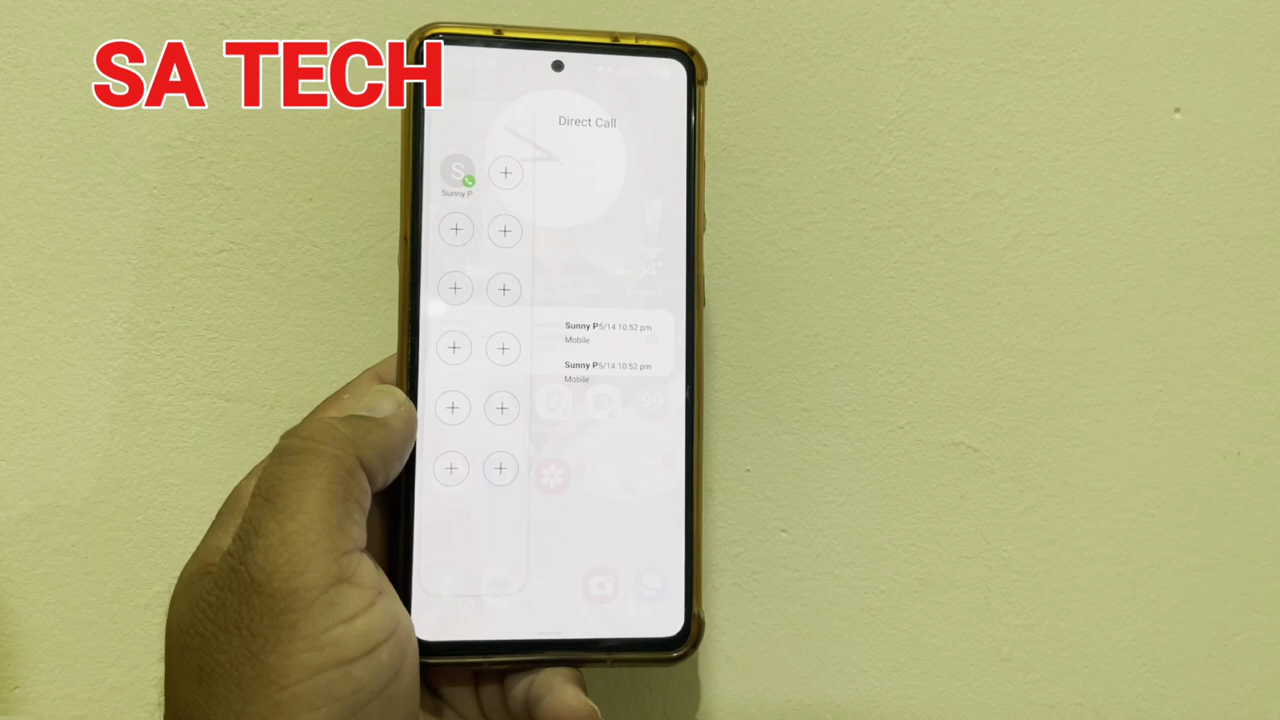 SA TECH
Direct Call
S
Sunny P
34°
Sunny P5/14 10:52 pm
Mobile
Sunny P5/14 10:52 pm
Mobile